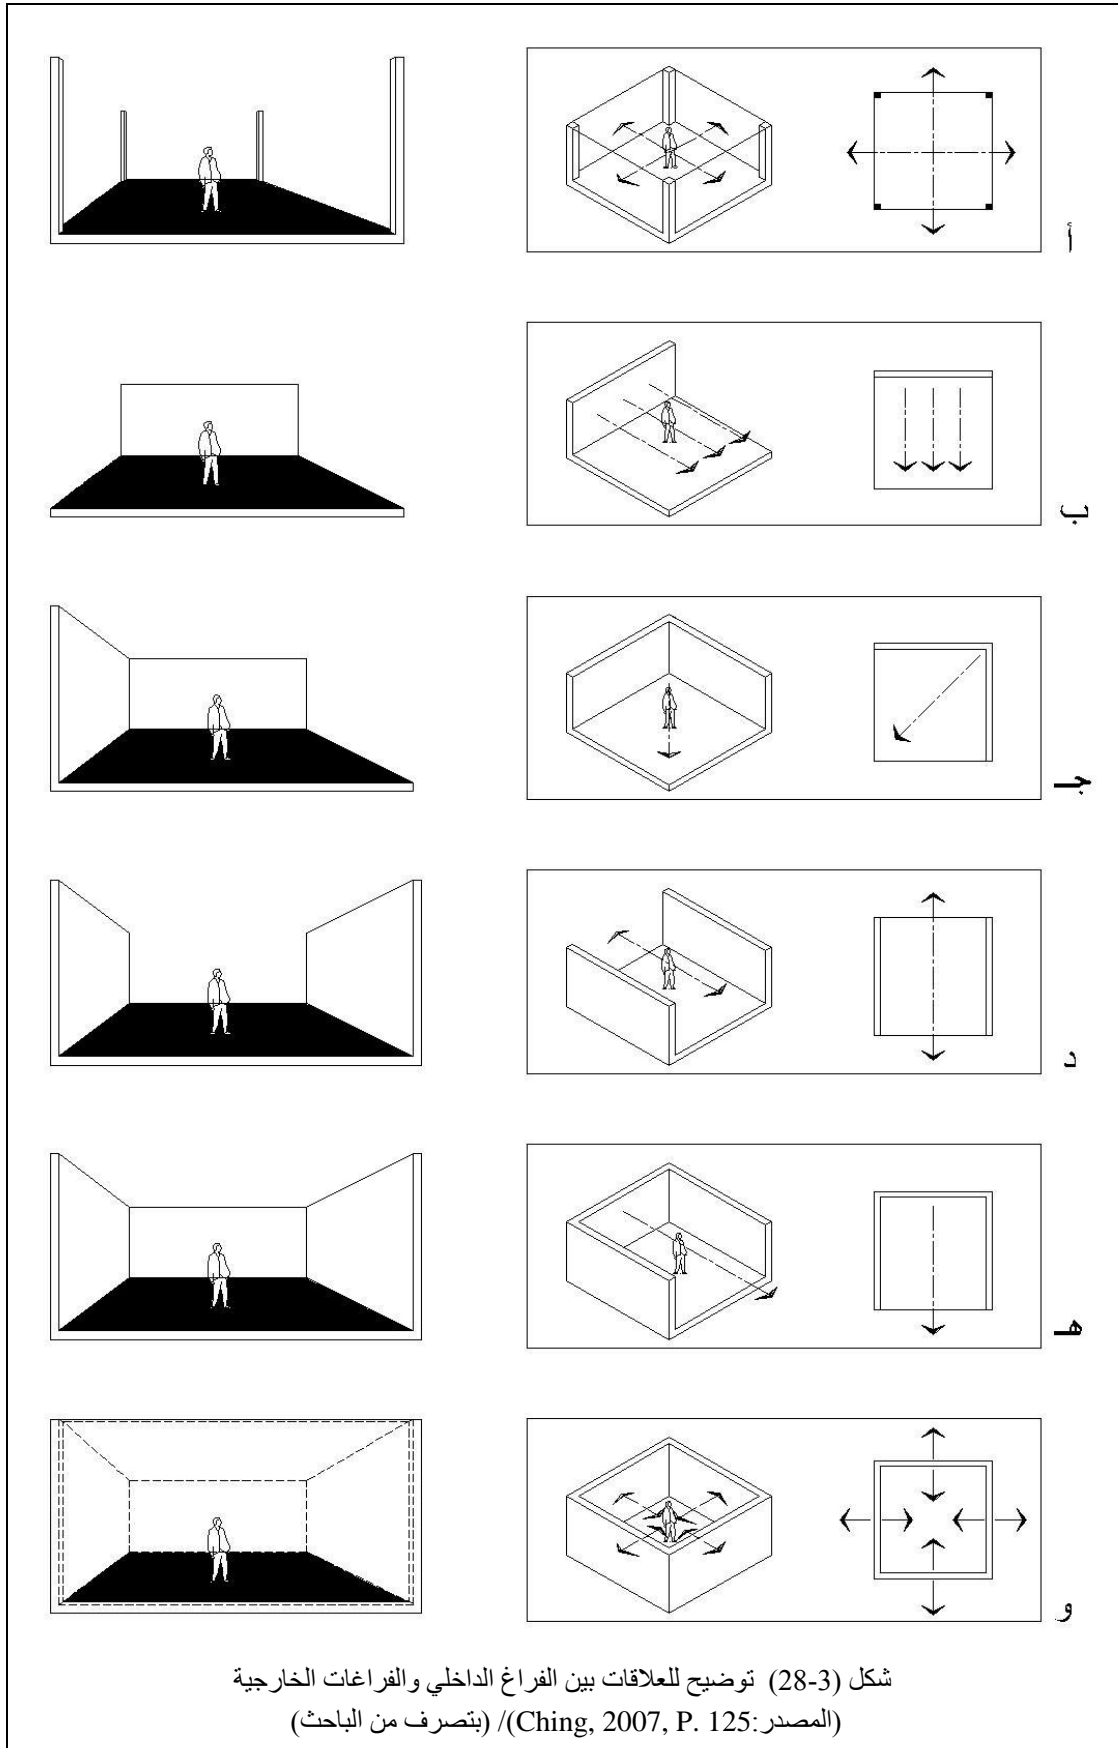 أ
ب
جـ
د
هـ
و
شكل (3-28) توضيح للعلاقات بين الفراغ الداخلي والفراغات الخارجية
(المصدر:Ching, 2007, P. 125)/ (بتصرف من الباحث)